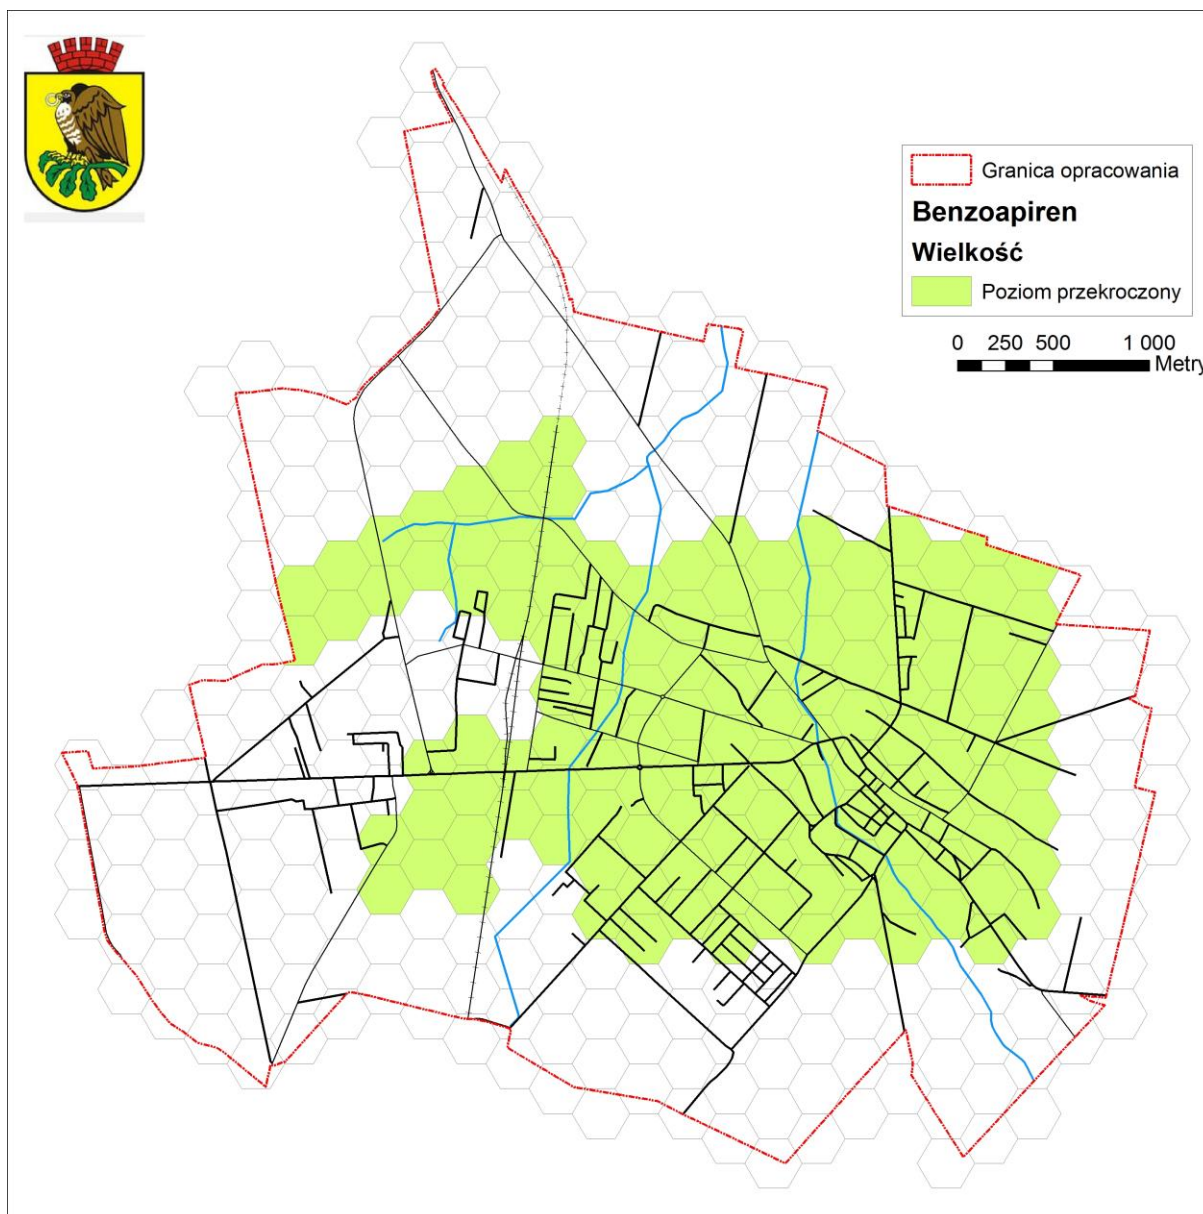 Granica opracowania
Benzoapiren
Wielkość
Poziom przekroczony
0 250 500 1 000
Metry